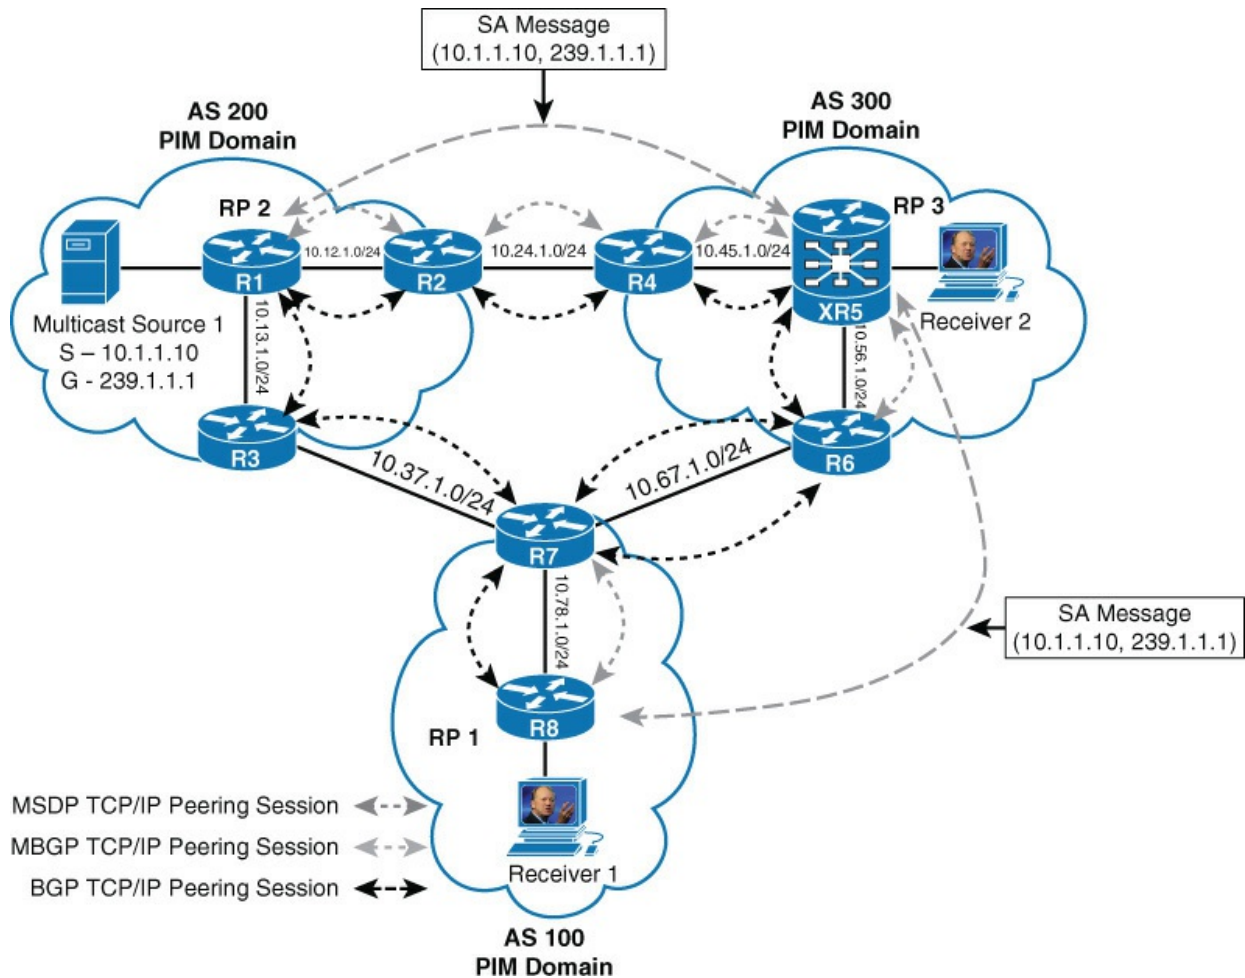 SA Message
(10.1.1.10, 239.1.1.1)
AS 200
PIM Domain
AS 300
PIM Domain
RP 2
RP 3
10.12.1.0/24
10.24.1.0/24
10.45.1.0/24
R1
R2
R4
XR5
Receiver 2
Multicast Source 1
S – 10.1.1.10
G - 239.1.1.1
10.13.1.0/24
10.56.1.0/24
R3
R6
10.37.1.0/24
10.67.1.0/24
R7
10.78.1.0/24
SA Message
(10.1.1.10, 239.1.1.1)
R8
RP 1
MSDP TCP/IP Peering Session
MBGP TCP/IP Peering Session
BGP TCP/IP Peering Session
Receiver 1
AS 100
PIM Domain